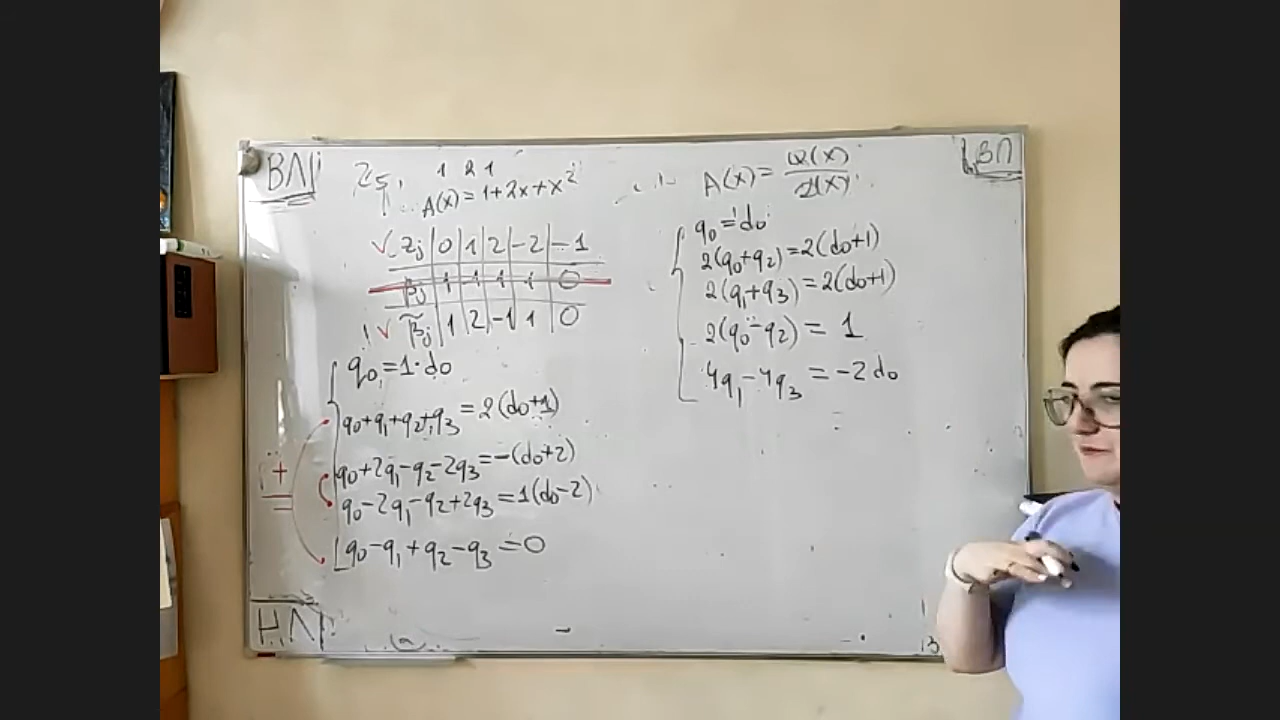 ВЛ
Z₅
1 2 1
A(x)=1+2x+x²
✓ zⱼ | 0 | 1 | 2 | -2 | -1
βⱼ | 1 | -1 | -1 | 1 | 0
! ✓ β̃ⱼ | 1 | 2 | -1 | 1 | 0
q₀=1·d₀
q₀+q₁+q₂+q₃=2(d₀+1)
q₀+2q₁-q₂-2q₃=-(d₀+2)
q₀-2q₁-q₂+2q₃=1(d₀-2)
q₀-q₁+q₂-q₃=0
+
=
НЛ
A(x)=Q(x)/d(x)
q₀=d₀
2(q₀+q₂)=2(d₀+1)
2(q₁+q₃)=2(d₀+1)
2(q₀-q₂)=1
4q₁-4q₃=-2d₀
ВП